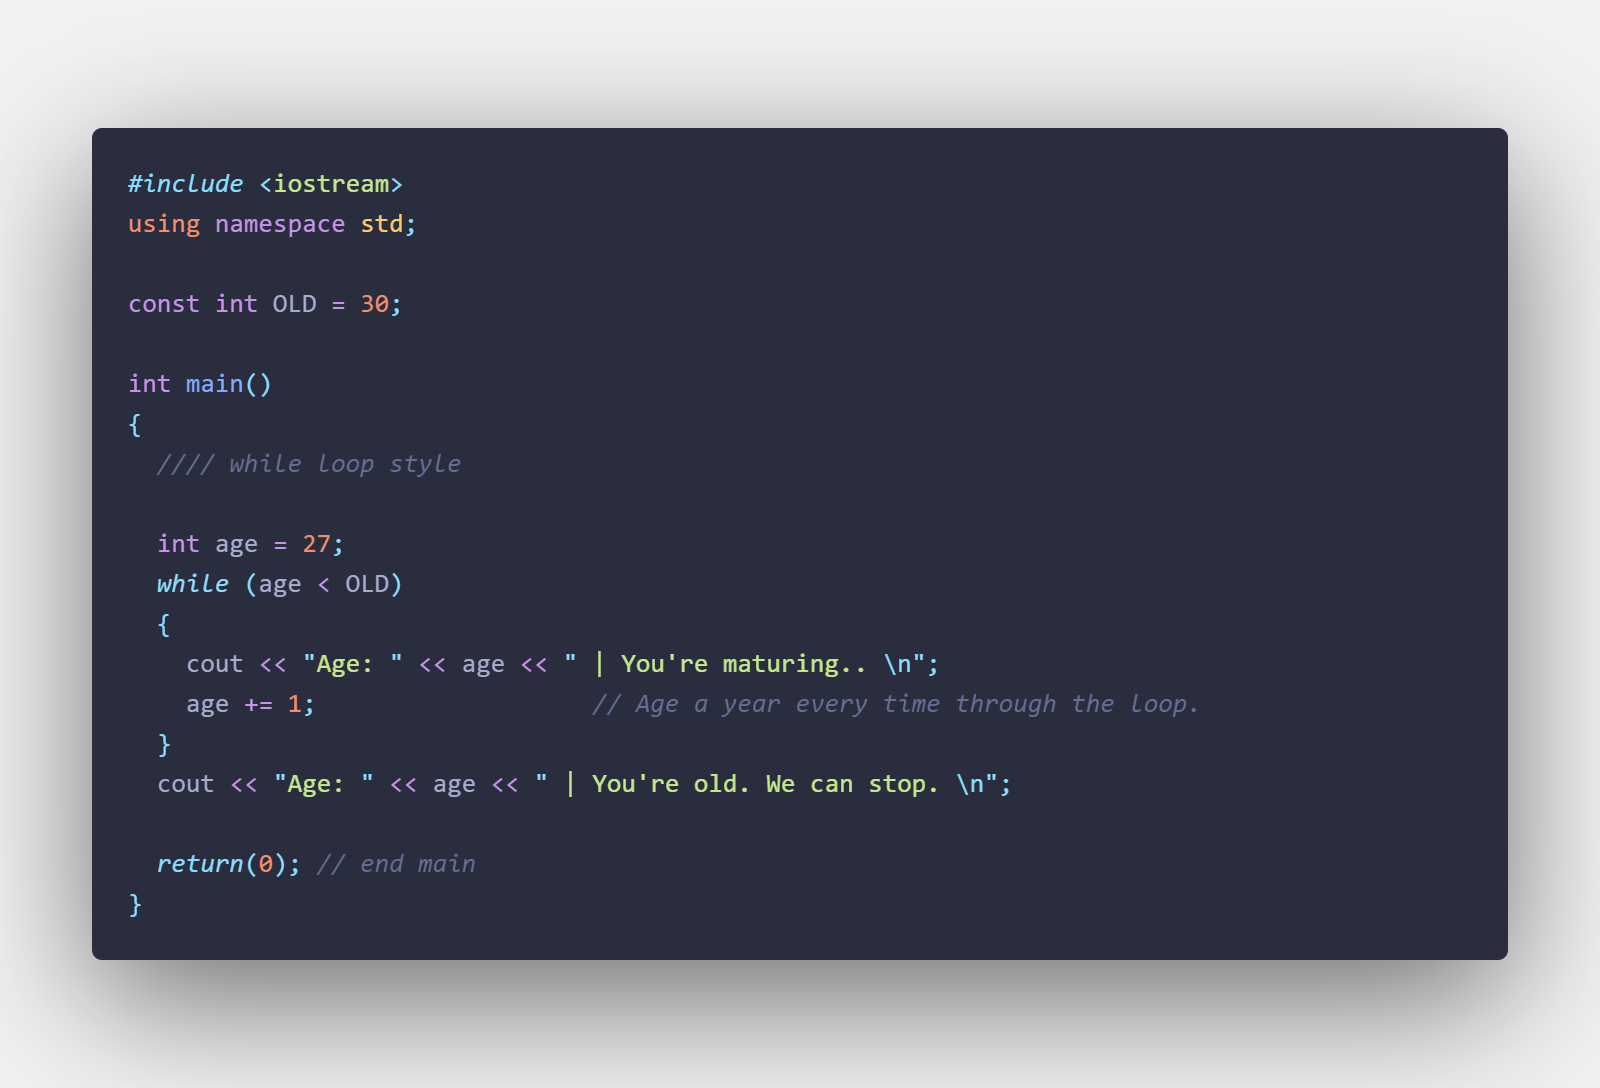 #include <iostream>
using namespace std;
const int OLD = 30;
int main()
{
//// while loop style
int age = 27;
while (age < OLD)
{
cout << "Age: " << age << " | You're maturing.. \n";
age += 1; // Age a year every time through the loop.
}
cout << "Age: " << age << " | You're old. We can stop. \n";
return(0); // end main
}